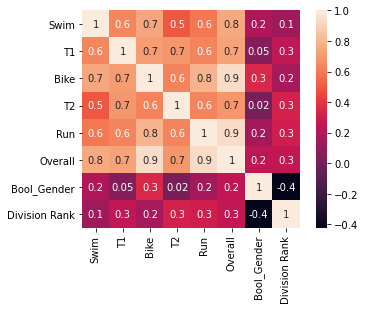 Swim 1 0.6 0.7 0.5 0.6 0.8 0.2 0.1
T1 0.6 1 0.7 0.7 0.6 0.7 0.05 0.3
Bike 0.7 0.7 1 0.6 0.8 0.9 0.3 0.2
T2 0.5 0.7 0.6 1 0.6 0.7 0.02 0.3
Run 0.6 0.6 0.8 0.6 1 0.9 0.2 0.3
Overall 0.8 0.7 0.9 0.7 0.9 1 0.2 0.3
Bool_Gender 0.2 0.05 0.3 0.02 0.2 0.2 1 -0.4
Division Rank 0.1 0.3 0.2 0.3 0.3 0.3 -0.4 1
Swim T1 Bike T2 Run Overall Bool_Gender Division Rank
1.0
0.8
0.6
0.4
0.2
0.0
-0.2
-0.4